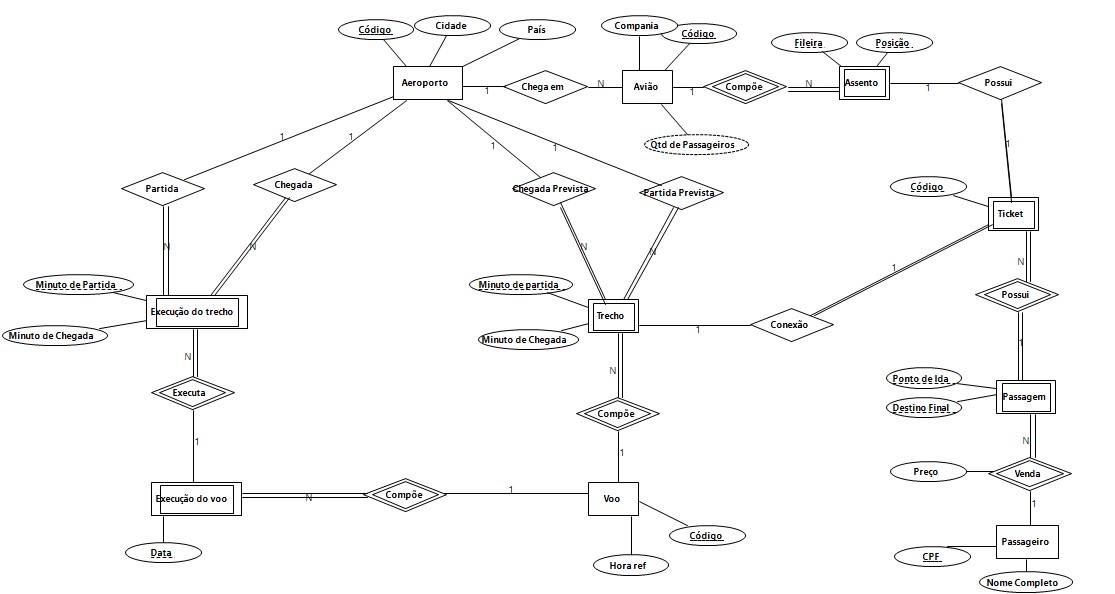 Código
Cidade
País
Compania
Código
Fileira
Posição
Aeroporto
1
Chega em
N
Avião
1
Compõe
N
Assento
1
Possui
Qtd de Passageiros
1
1
1
1
1
Partida
Chegada
Chegada Prevista
Partida Prevista
Código
Ticket
N
N
N
N
1
N
Minuto de Partida
Minuto de partida
Possui
Execução do trecho
Trecho
1
Conexão
Minuto de Chegada
Minuto de Chegada
1
N
N
Ponto de Ida
Executa
Passagem
Destino Final
Compõe
1
1
N
Preço
Venda
Execução do voo
N
Compõe
1
Voo
1
Código
Passageiro
Data
Hora ref
CPF
Nome Completo